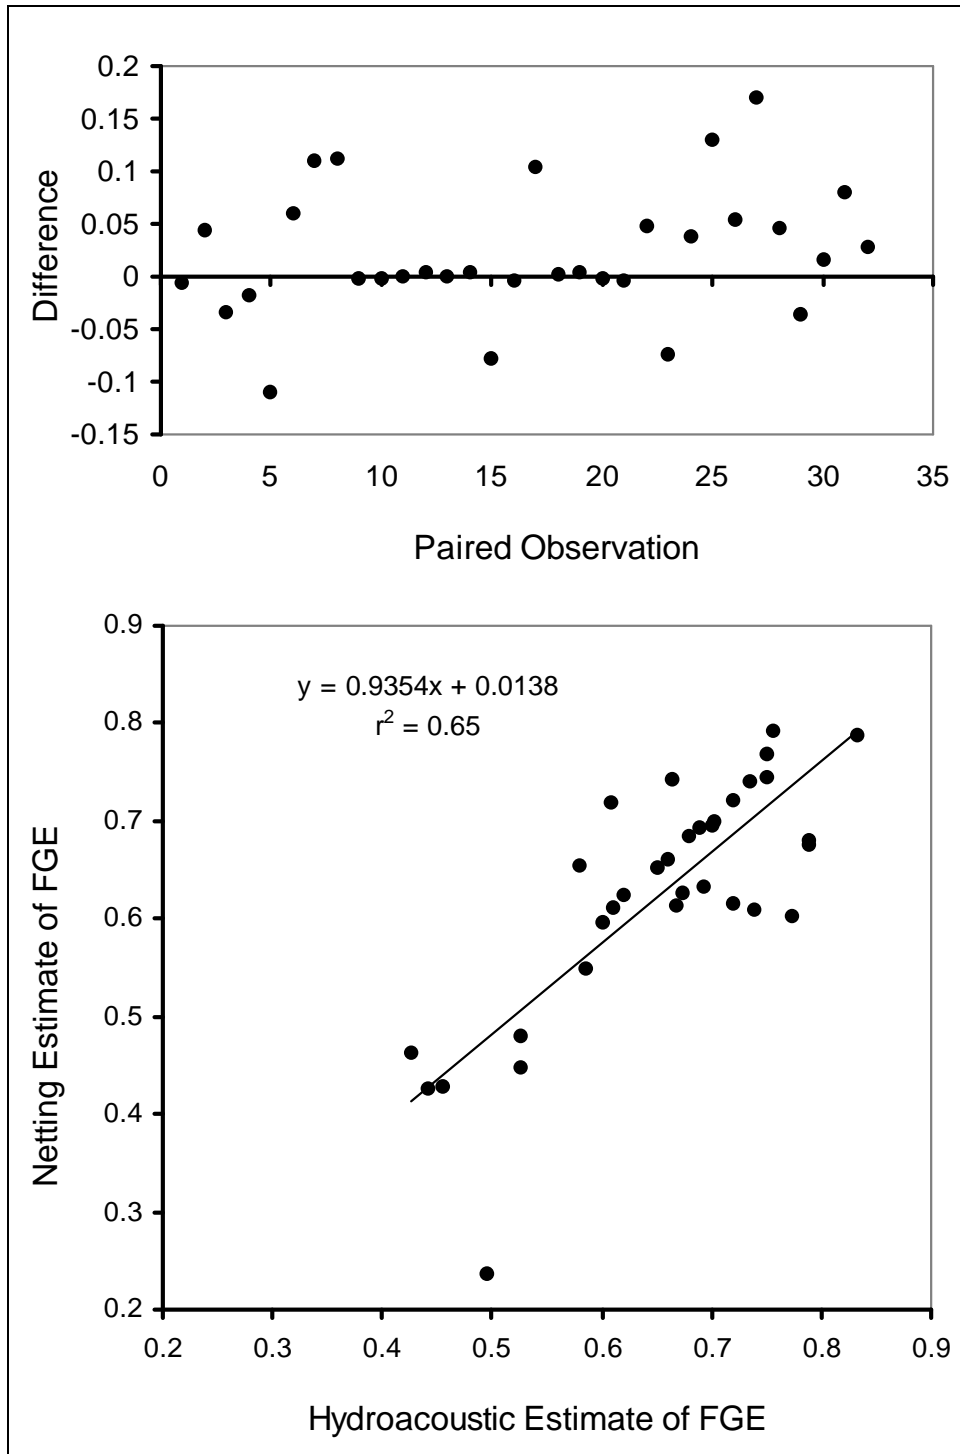 0.2
0.15
0.1
0.05
0
-0.05
-0.1
-0.15
Difference
0 5 10 15 20 25 30 35
Paired Observation
0.9
0.8
0.7
0.6
0.5
0.4
0.3
0.2
Netting Estimate of FGE
y = 0.9354x + 0.0138
r² = 0.65
0.2 0.3 0.4 0.5 0.6 0.7 0.8 0.9
Hydroacoustic Estimate of FGE